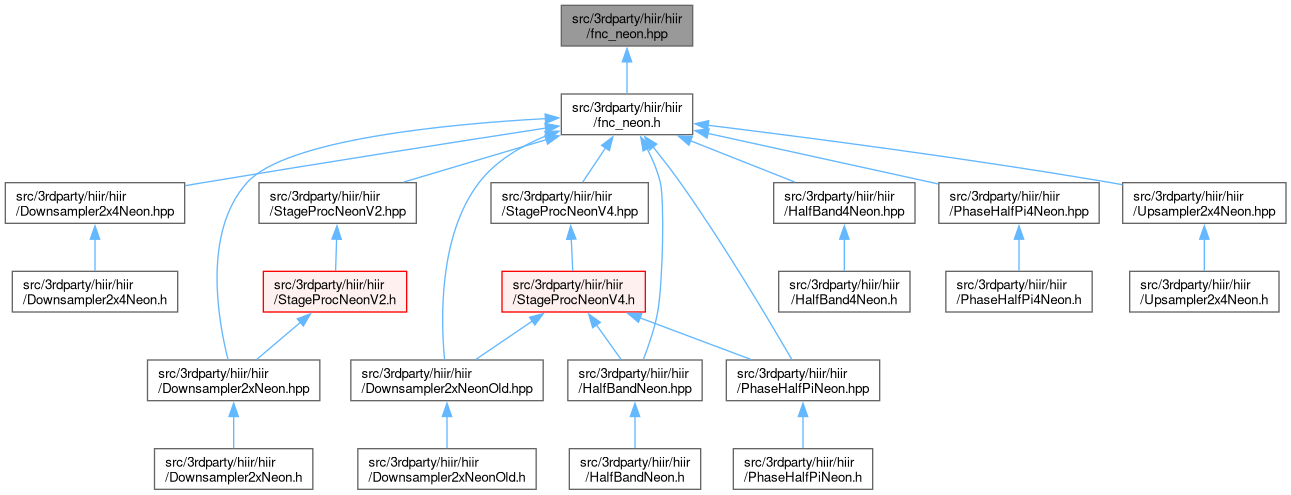 src/3rdparty/hiir/hiir
/fnc_neon.hpp
src/3rdparty/hiir/hiir
/fnc_neon.h
src/3rdparty/hiir/hiir
/Downsampler2x4Neon.hpp
src/3rdparty/hiir/hiir
/StageProcNeonV2.hpp
src/3rdparty/hiir/hiir
/StageProcNeonV4.hpp
src/3rdparty/hiir/hiir
/HalfBand4Neon.hpp
src/3rdparty/hiir/hiir
/PhaseHalfPi4Neon.hpp
src/3rdparty/hiir/hiir
/Upsampler2x4Neon.hpp
src/3rdparty/hiir/hiir
/Downsampler2x4Neon.h
src/3rdparty/hiir/hiir
/StageProcNeonV2.h
src/3rdparty/hiir/hiir
/StageProcNeonV4.h
src/3rdparty/hiir/hiir
/HalfBand4Neon.h
src/3rdparty/hiir/hiir
/PhaseHalfPi4Neon.h
src/3rdparty/hiir/hiir
/Upsampler2x4Neon.h
src/3rdparty/hiir/hiir
/Downsampler2xNeon.hpp
src/3rdparty/hiir/hiir
/Downsampler2xNeonOld.hpp
src/3rdparty/hiir/hiir
/HalfBandNeon.hpp
src/3rdparty/hiir/hiir
/PhaseHalfPiNeon.hpp
src/3rdparty/hiir/hiir
/Downsampler2xNeon.h
src/3rdparty/hiir/hiir
/Downsampler2xNeonOld.h
src/3rdparty/hiir/hiir
/HalfBandNeon.h
src/3rdparty/hiir/hiir
/PhaseHalfPiNeon.h